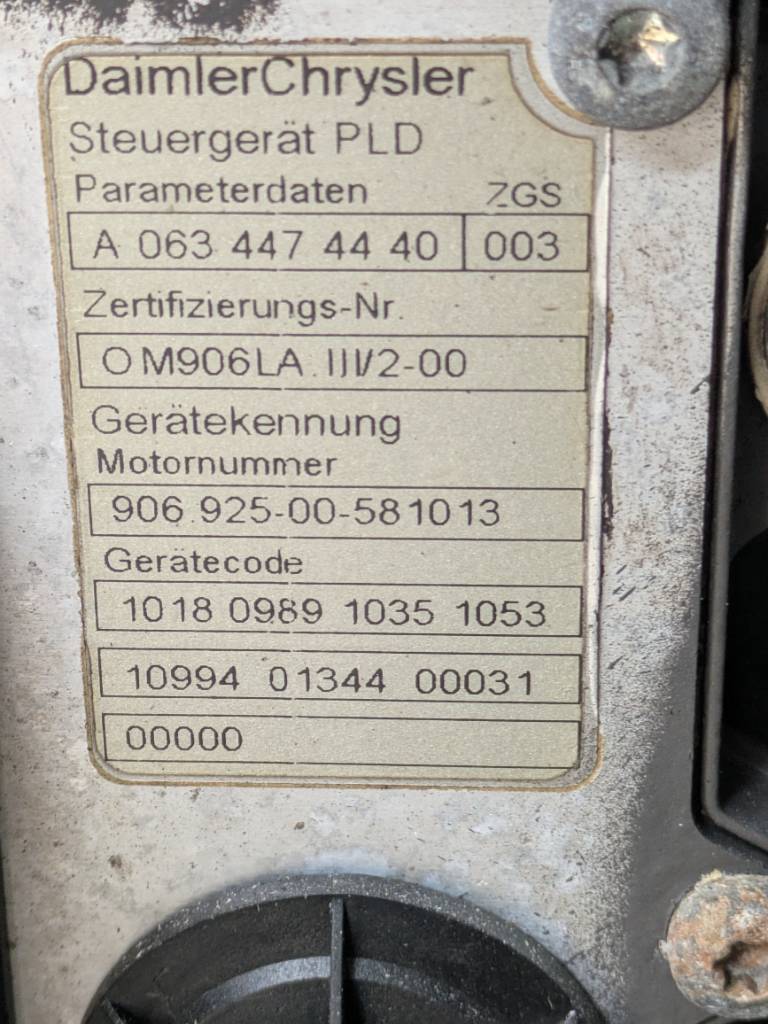 DaimlerChrysler
Steuergerät PLD
Parameterdaten ZGS
A 063 447 44 40 003
Zertifizierungs-Nr.
OM906LA.III/2-00
Gerätekennung
Motornummer
906.925-00-581013
Gerätecode
1018 0989 1035 1053
10994 01344 00031
00000